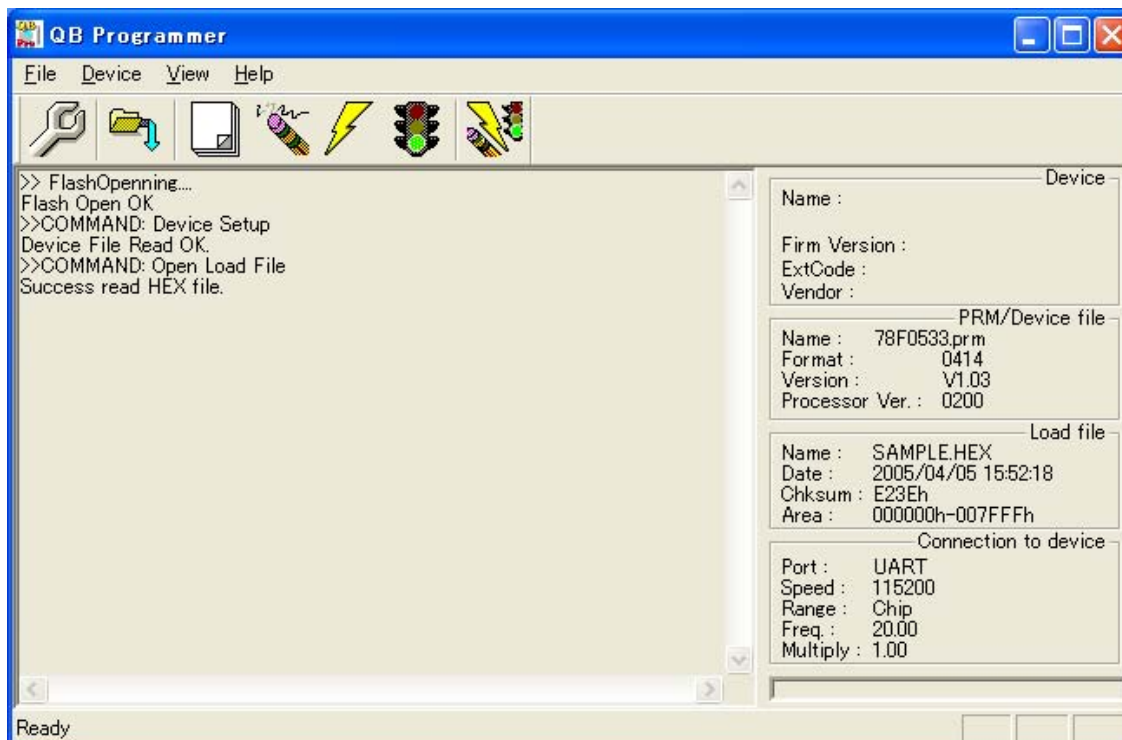 QB Programmer
File Device View Help
>> FlashOpenning....
Flash Open OK
>>COMMAND: Device Setup
Device File Read OK.
>>COMMAND: Open Load File
Success read HEX file.
Device
Name :
Firm Version :
ExtCode :
Vendor :
PRM/Device file
Name : 78F0533.prm
Format : 0414
Version : V1.03
Processor Ver. : 0200
Load file
Name : SAMPLE.HEX
Date : 2005/04/05 15:52:18
Chksum : E23Eh
Area : 000000h-007FFFh
Connection to device
Port : UART
Speed : 115200
Range : Chip
Freq. : 20.00
Multiply : 1.00
Ready